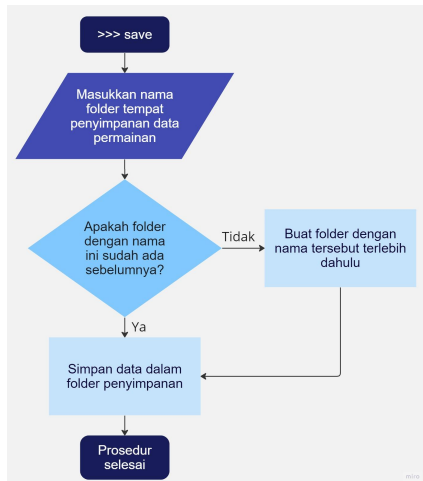 >>> save
Masukkan nama
folder tempat
penyimpanan data
permainan
Apakah folder
dengan nama
ini sudah ada
sebelumnya?
Tidak
Buat folder dengan
nama tersebut terlebih
dahulu
Ya
Simpan data dalam
folder penyimpanan
Prosedur
selesai
miro